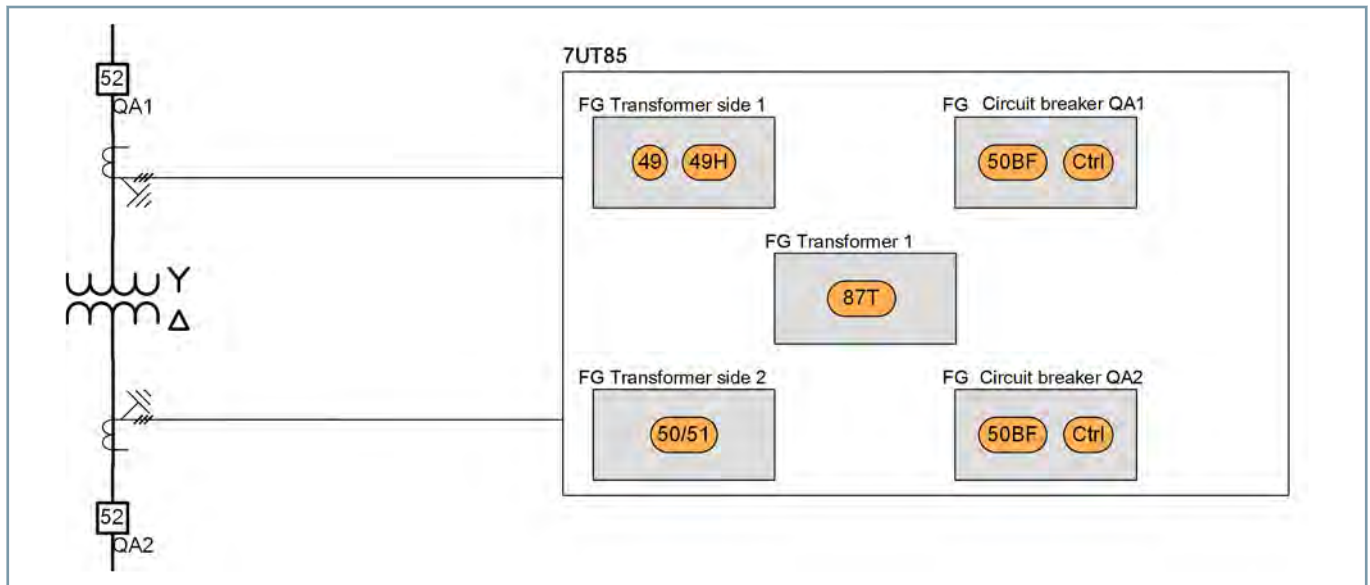 7UT85
52
QA1
FG Transformer side 1
FG Circuit breaker QA1
49 49H
50BF Ctrl
FG Transformer 1
87T
Y
Δ
FG Transformer side 2
FG Circuit breaker QA2
50/51
50BF Ctrl
52
QA2